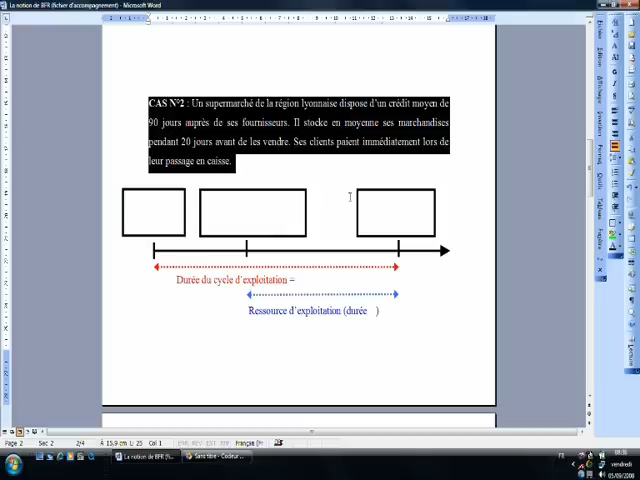 La notion de BFR (fichier d'accompagnement) - Microsoft Word
CAS N°2 : Un supermarché de la région lyonnaise dispose d'un crédit moyen de
90 jours auprès de ses fournisseurs. Il stocke en moyenne ses marchandises
pendant 20 jours avant de les vendre. Ses clients paient immédiatement lors de
leur passage en caisse.
Durée du cycle d'exploitation =
Ressource d'exploitation (durée )
Page 2 Sec 2 2/4 À 15,9 cm Li 25 Col 1 Français (Fr
La notion de BFR (fi... Sans titre - Codeur ... FR
vendredi
05/09/2008